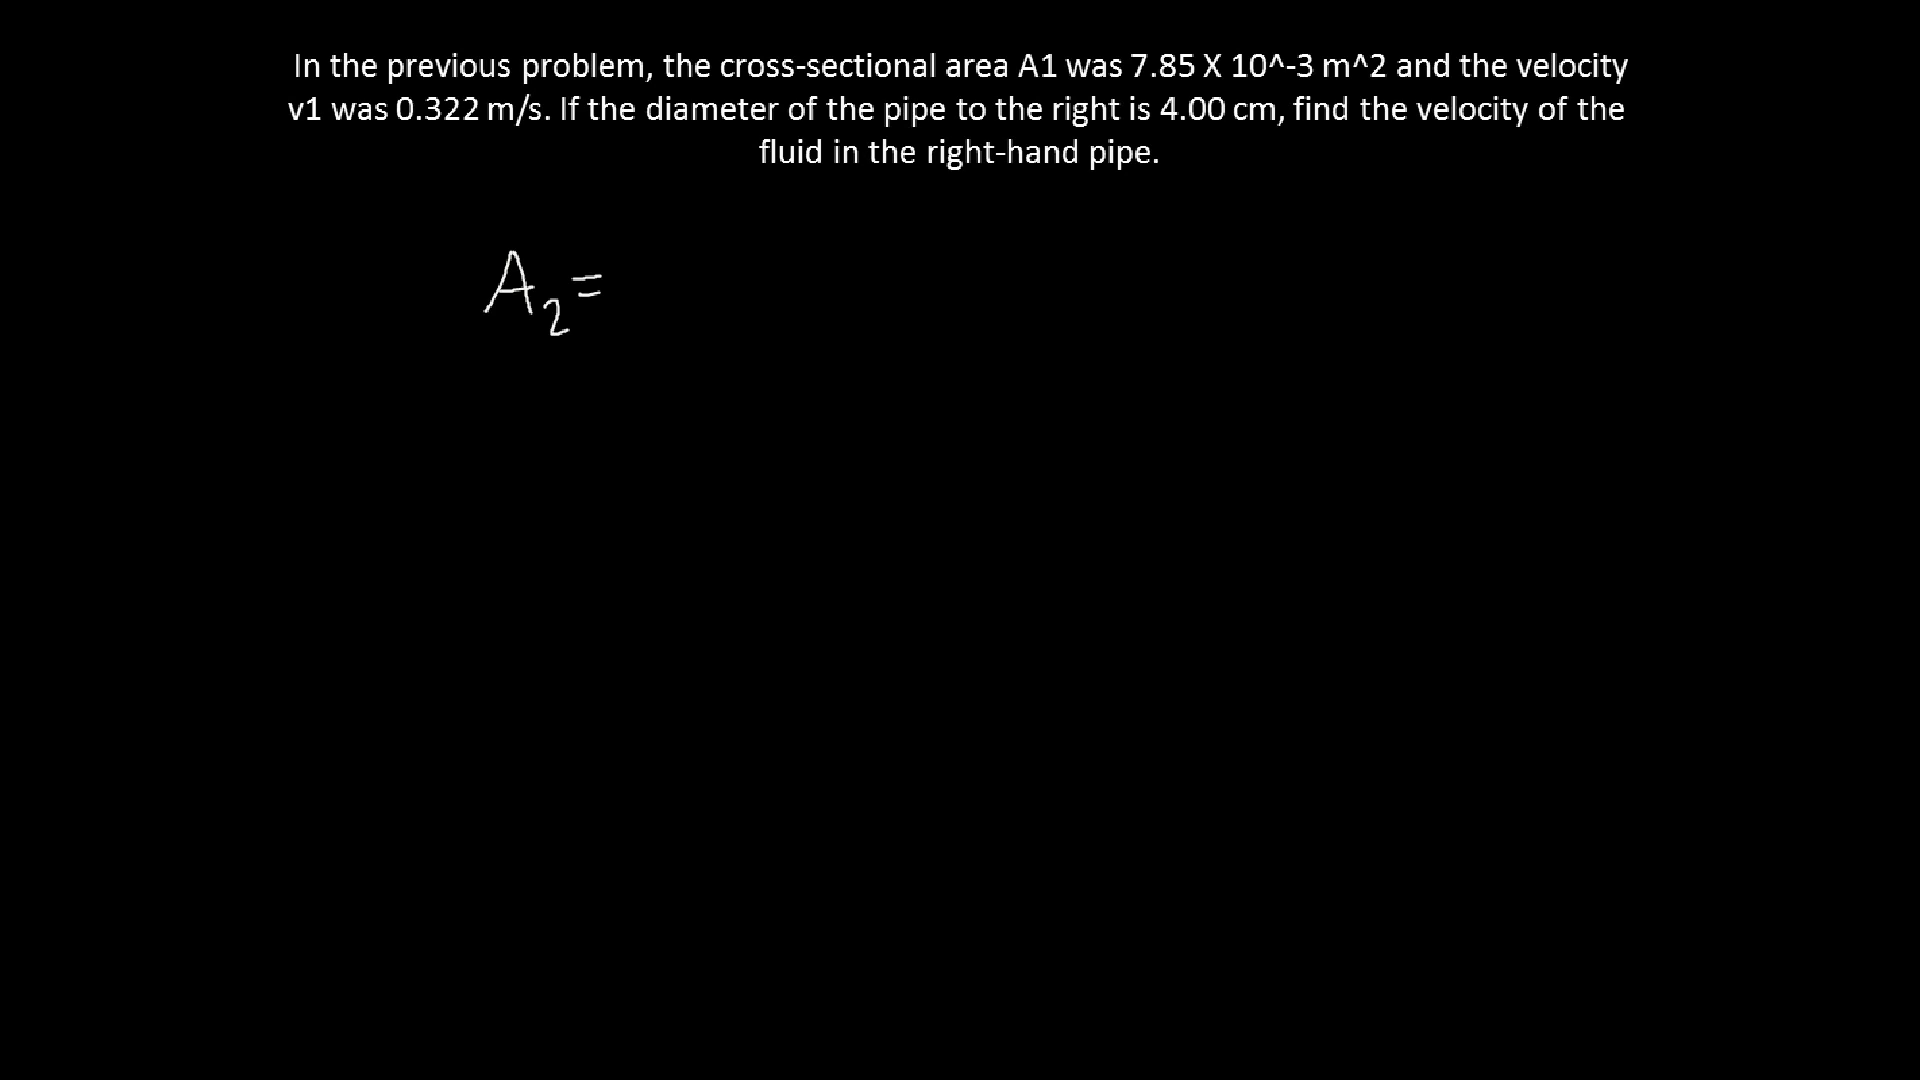 In the previous problem, the cross-sectional area A1 was 7.85 X 10^-3 m^2 and the velocity
v1 was 0.322 m/s. If the diameter of the pipe to the right is 4.00 cm, find the velocity of the
fluid in the right-hand pipe.
A₂=